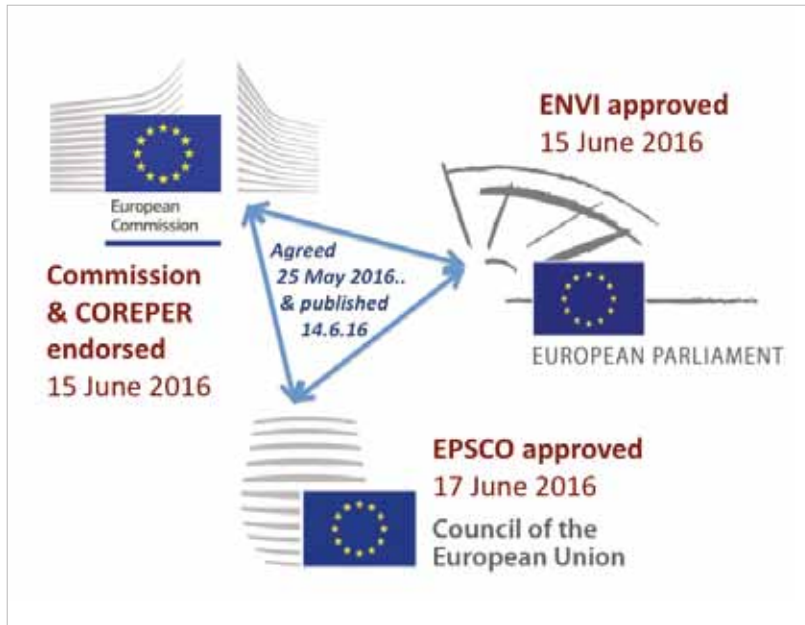 European
Commission
Commission
& COREPER
endorsed
15 June 2016
Agreed
25 May 2016..
& published
14.6.16
ENVI approved
15 June 2016
EUROPEAN PARLIAMENT
EPSCO approved
17 June 2016
Council of the
European Union